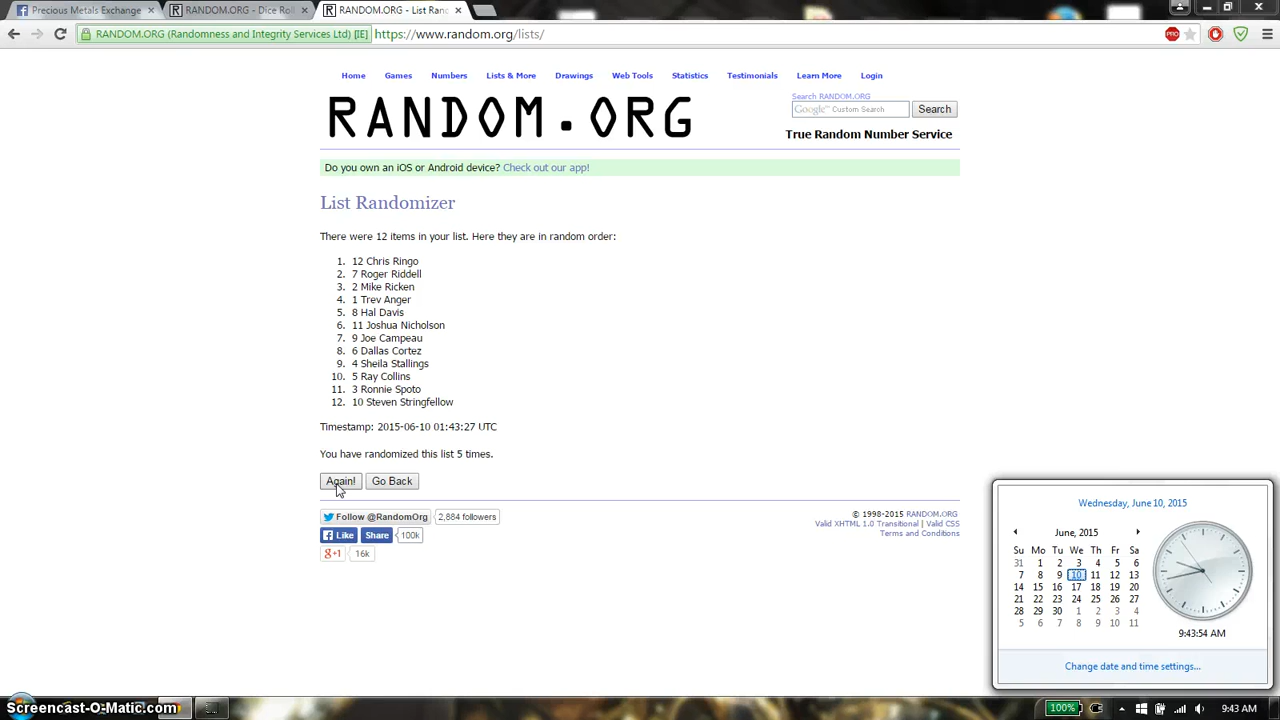 Precious Metals Exchange
RANDOM.ORG - Dice Roll
RANDOM.ORG - List Rando
RANDOM.ORG (Randomness and Integrity Services Ltd) [IE] https://www.random.org/lists/
PRO
Home Games Numbers Lists & More Drawings Web Tools Statistics Testimonials Learn More Login
RANDOM.ORG
Search RANDOM.ORG
Google™ Custom Search Search
True Random Number Service
Do you own an iOS or Android device? Check out our app!
List Randomizer
There were 12 items in your list. Here they are in random order:
1. 12 Chris Ringo
2. 7 Roger Riddell
3. 2 Mike Ricken
4. 1 Trev Anger
5. 8 Hal Davis
6. 11 Joshua Nicholson
7. 9 Joe Campeau
8. 6 Dallas Cortez
9. 4 Sheila Stallings
10. 5 Ray Collins
11. 3 Ronnie Spoto
12. 10 Steven Stringfellow
Timestamp: 2015-06-10 01:43:27 UTC
You have randomized this list 5 times.
Again! Go Back
Follow @RandomOrg 2,884 followers
Like Share 100k
g+1 16k
© 1998-2015 RANDOM.ORG
Valid XHTML 1.0 Transitional | Valid CSS
Terms and Conditions
Wednesday, June 10, 2015
June, 2015
Su Mo Tu We Th Fr Sa
31 1 2 3 4 5 6
7 8 9 10 11 12 13
14 15 16 17 18 19 20
21 22 23 24 25 26 27
28 29 30 1 2 3 4
5 6 7 8 9 10 11
9:43:54 AM
Change date and time settings...
Screencast-O-Matic.com
100%
9:43 AM